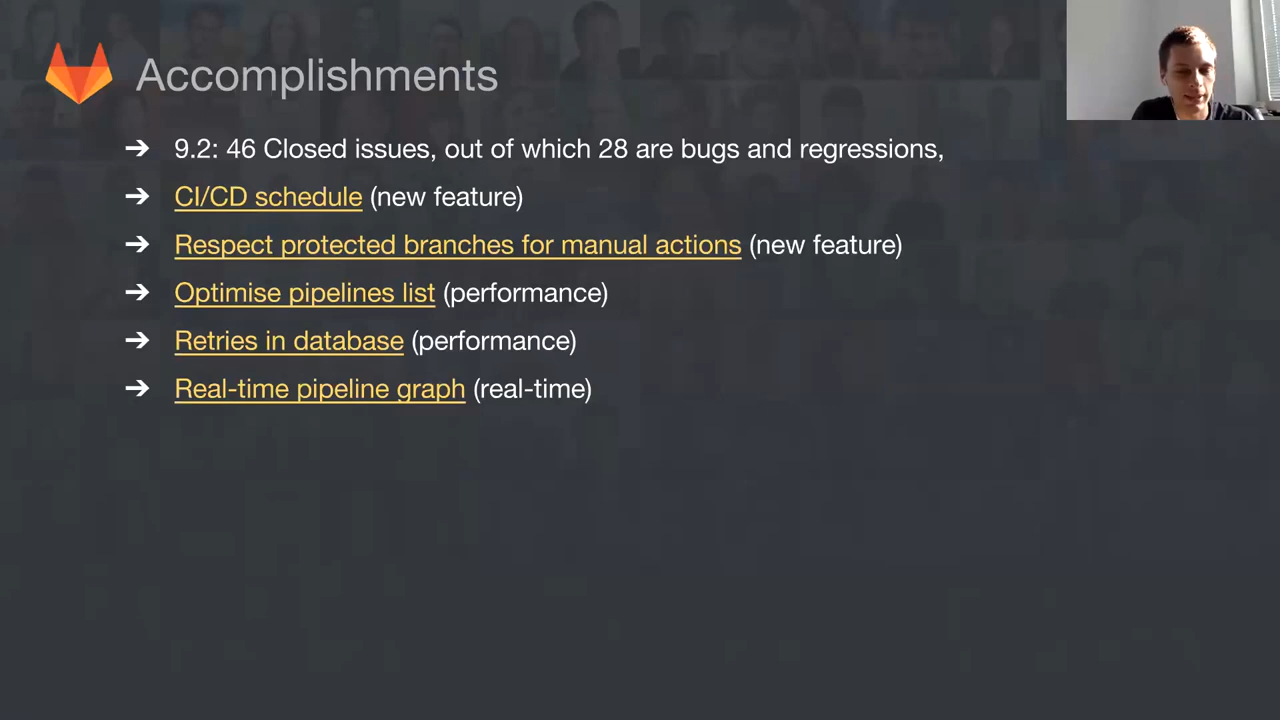 Accomplishments
➔ 9.2: 46 Closed issues, out of which 28 are bugs and regressions,
➔ CI/CD schedule (new feature)
➔ Respect protected branches for manual actions (new feature)
➔ Optimise pipelines list (performance)
➔ Retries in database (performance)
➔ Real-time pipeline graph (real-time)